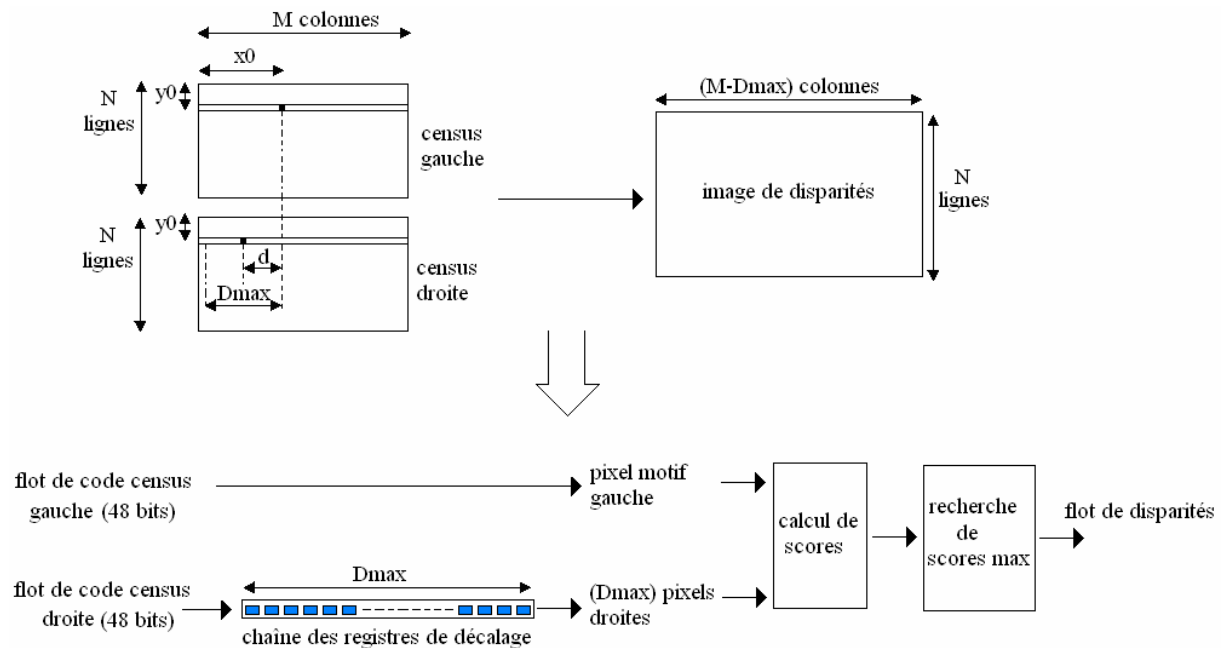 M colonnes
x0
y0
N
lignes
census
gauche
(M-Dmax) colonnes
image de disparités
N
lignes
y0
N
lignes
d
Dmax
census
droite
flot de code census
gauche (48 bits)
pixel motif
gauche
calcul de
scores
recherche
de
scores max
flot de disparités
flot de code census
droite (48 bits)
Dmax
chaîne des registres de décalage
(Dmax) pixels
droites